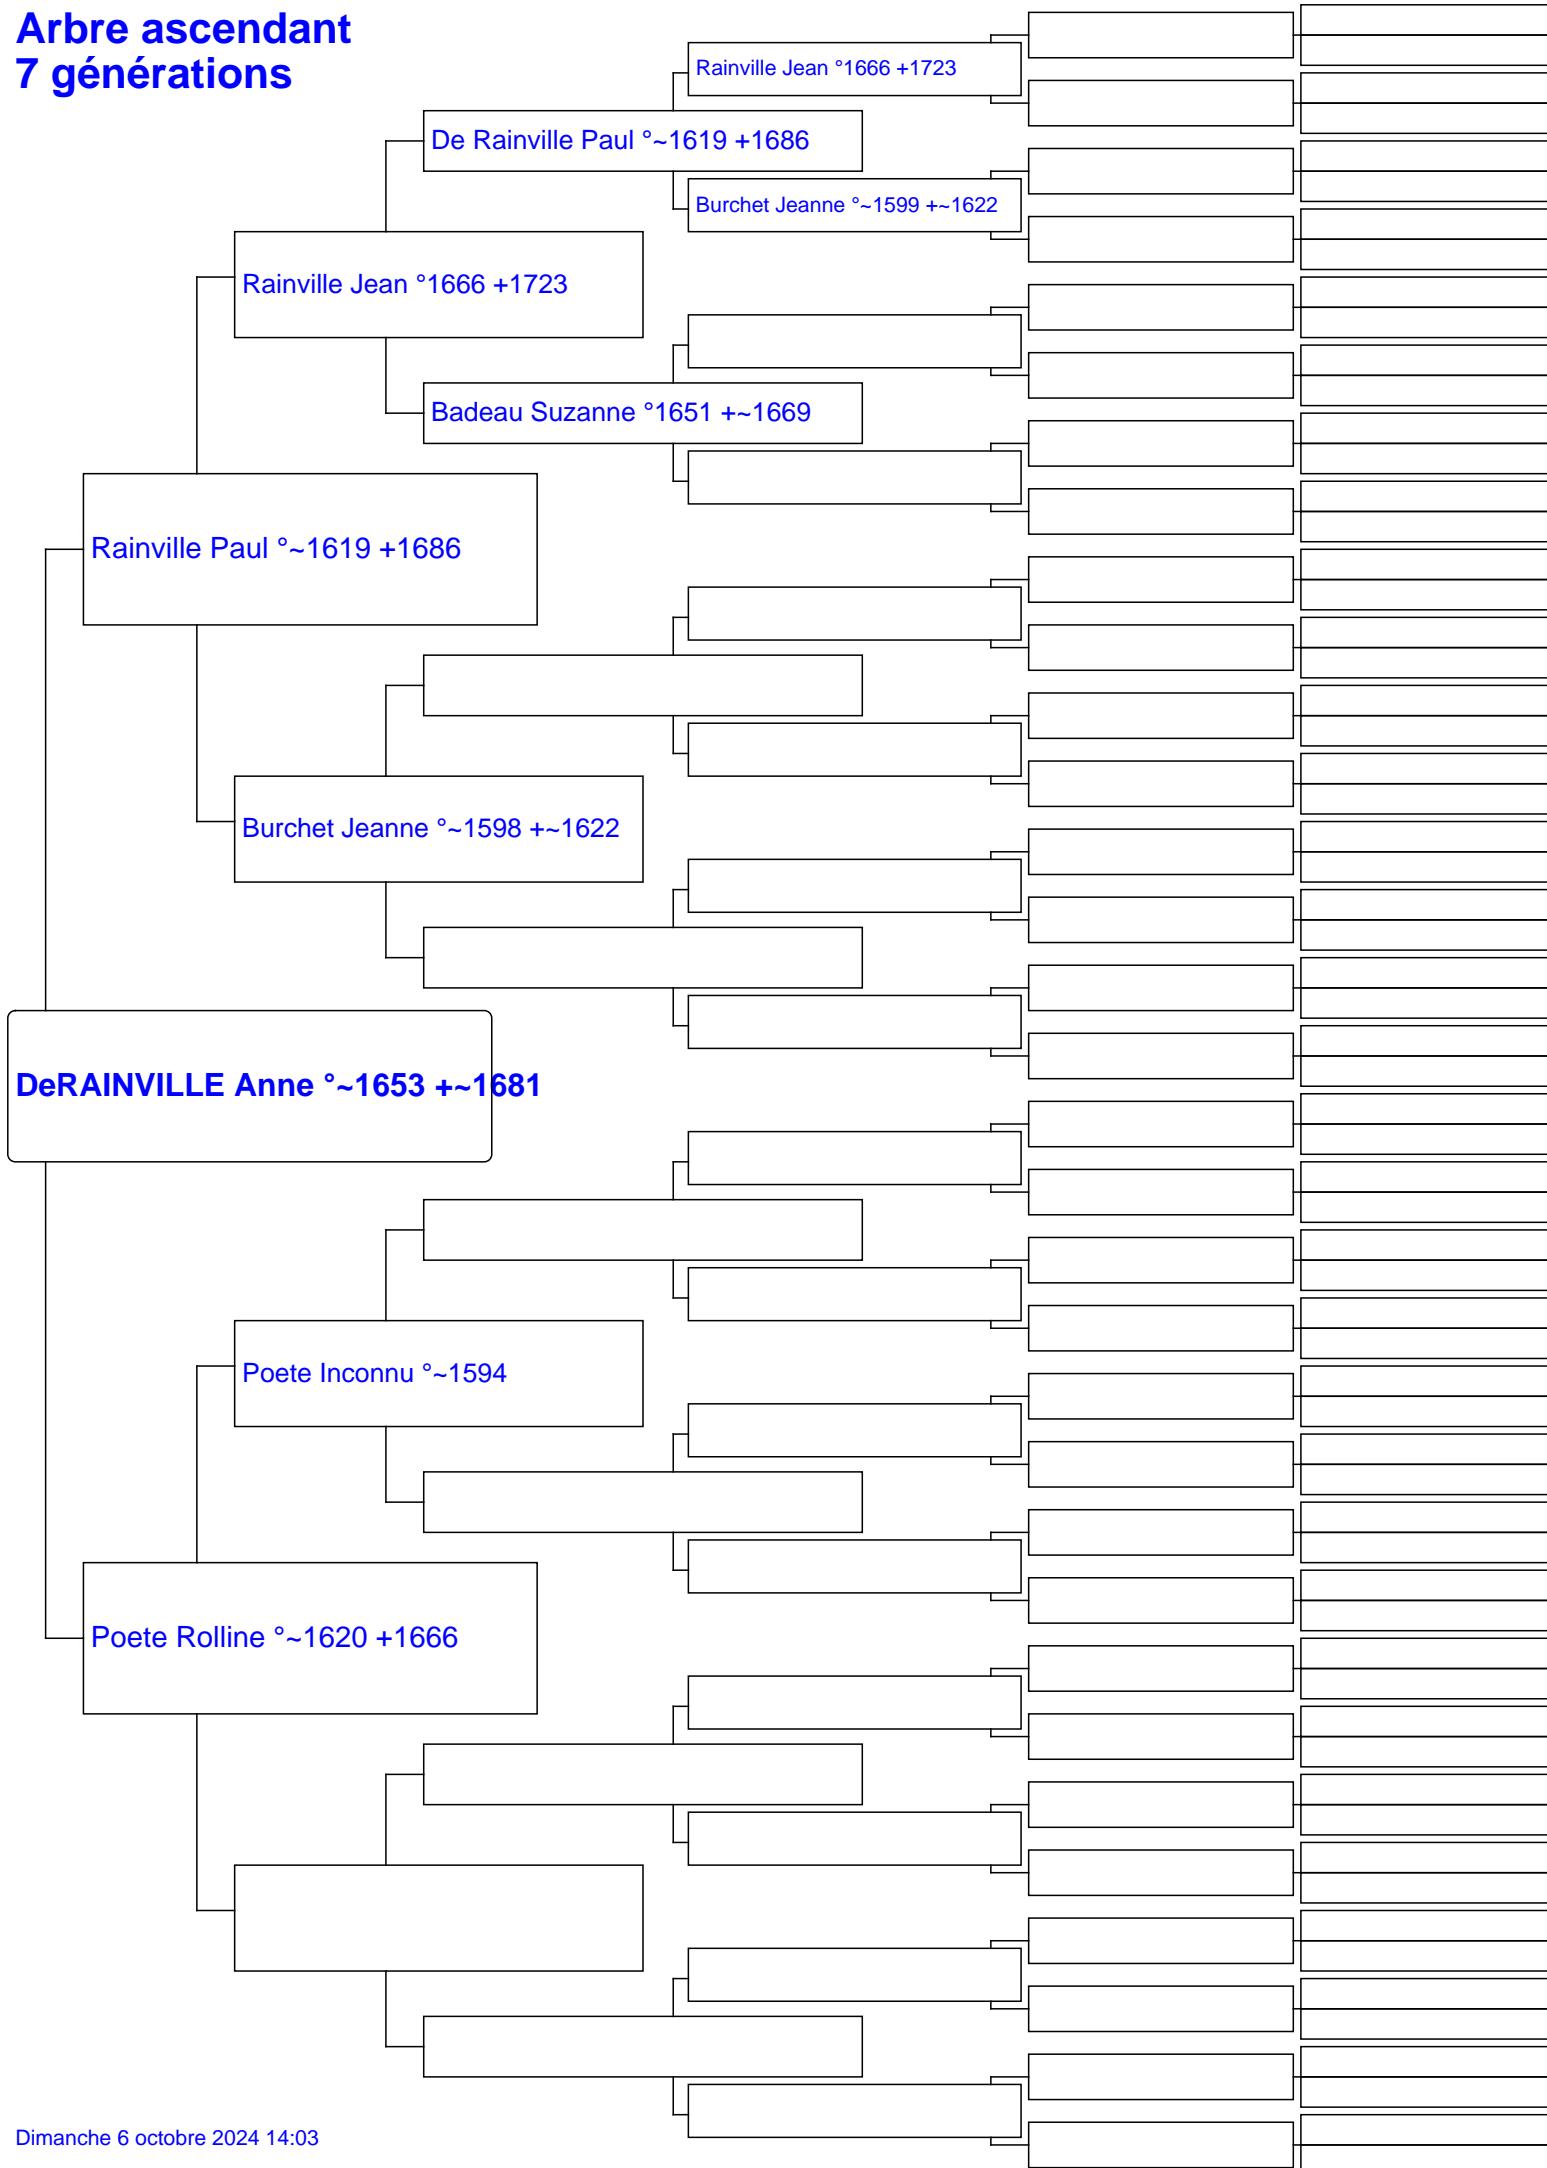 Arbre ascendant
7 générations
Rainville Jean °1666 +1723
De Rainville Paul °~1619 +1686
Burchet Jeanne °~1599 +~1622
Rainville Jean °1666 +1723
Badeau Suzanne °1651 +~1669
Rainville Paul °~1619 +1686
Burchet Jeanne °~1598 +~1622
DeRAINVILLE Anne °~1653 +~1681
Poete Inconnu °~1594
Poete Rolline °~1620 +1666
Dimanche 6 octobre 2024 14:03